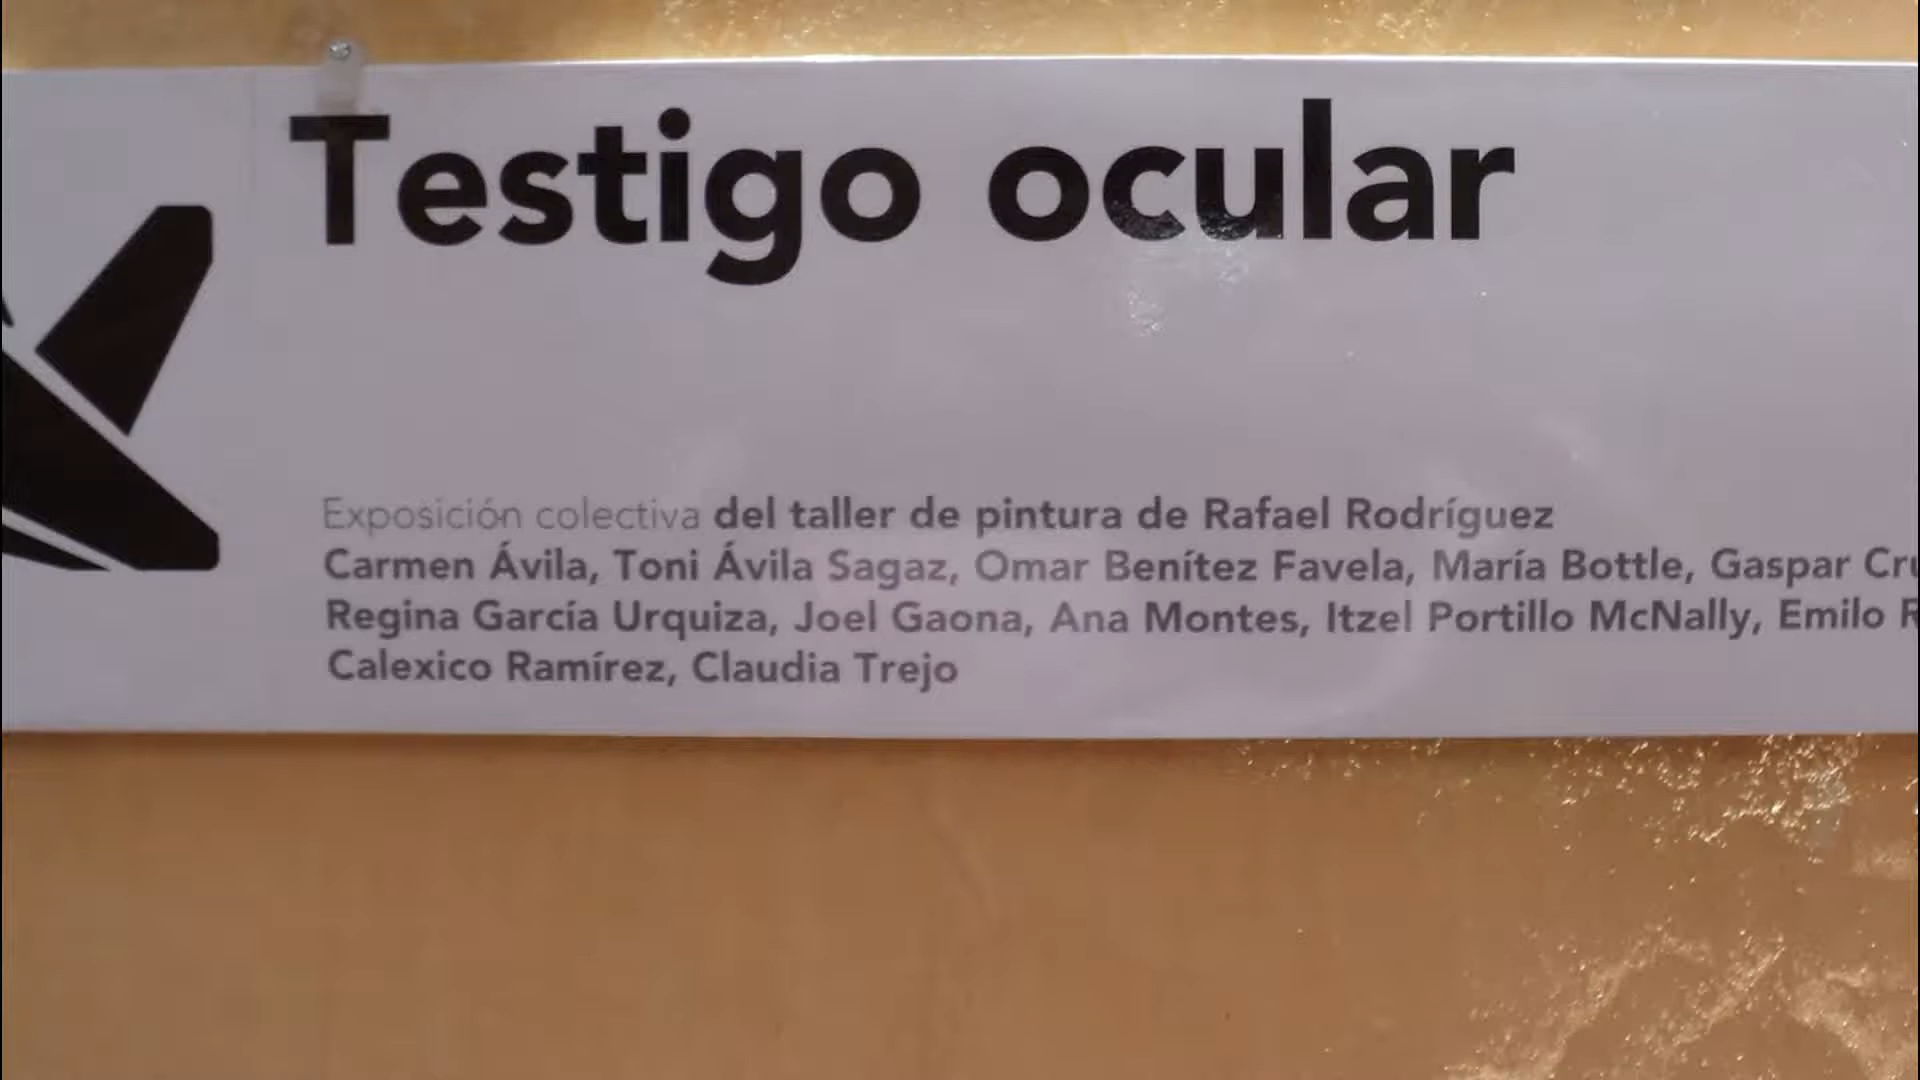 Testigo ocular
Exposición colectiva del taller de pintura de Rafael Rodríguez
Carmen Ávila, Toni Ávila Sagaz, Omar Benítez Favela, María Bottle, Gaspar
Regina García Urquiza, Joel Gaona, Ana Montes, Itzel Portillo McNally, Emilo
Calexico Ramírez, Claudia Trejo